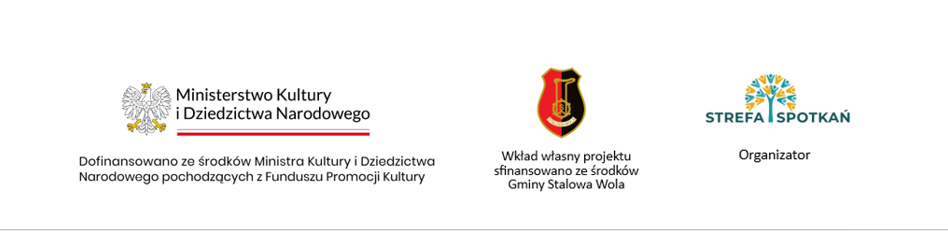 Ministerstwo Kultury
i Dziedzictwa Narodowego
Dofinansowano ze środków Ministra Kultury i Dziedzictwa
Narodowego pochodzących z Funduszu Promocji Kultury
Wkład własny projektu
sfinansowano ze środków
Gminy Stalowa Wola
STREFA SPOTKAŃ
Organizator